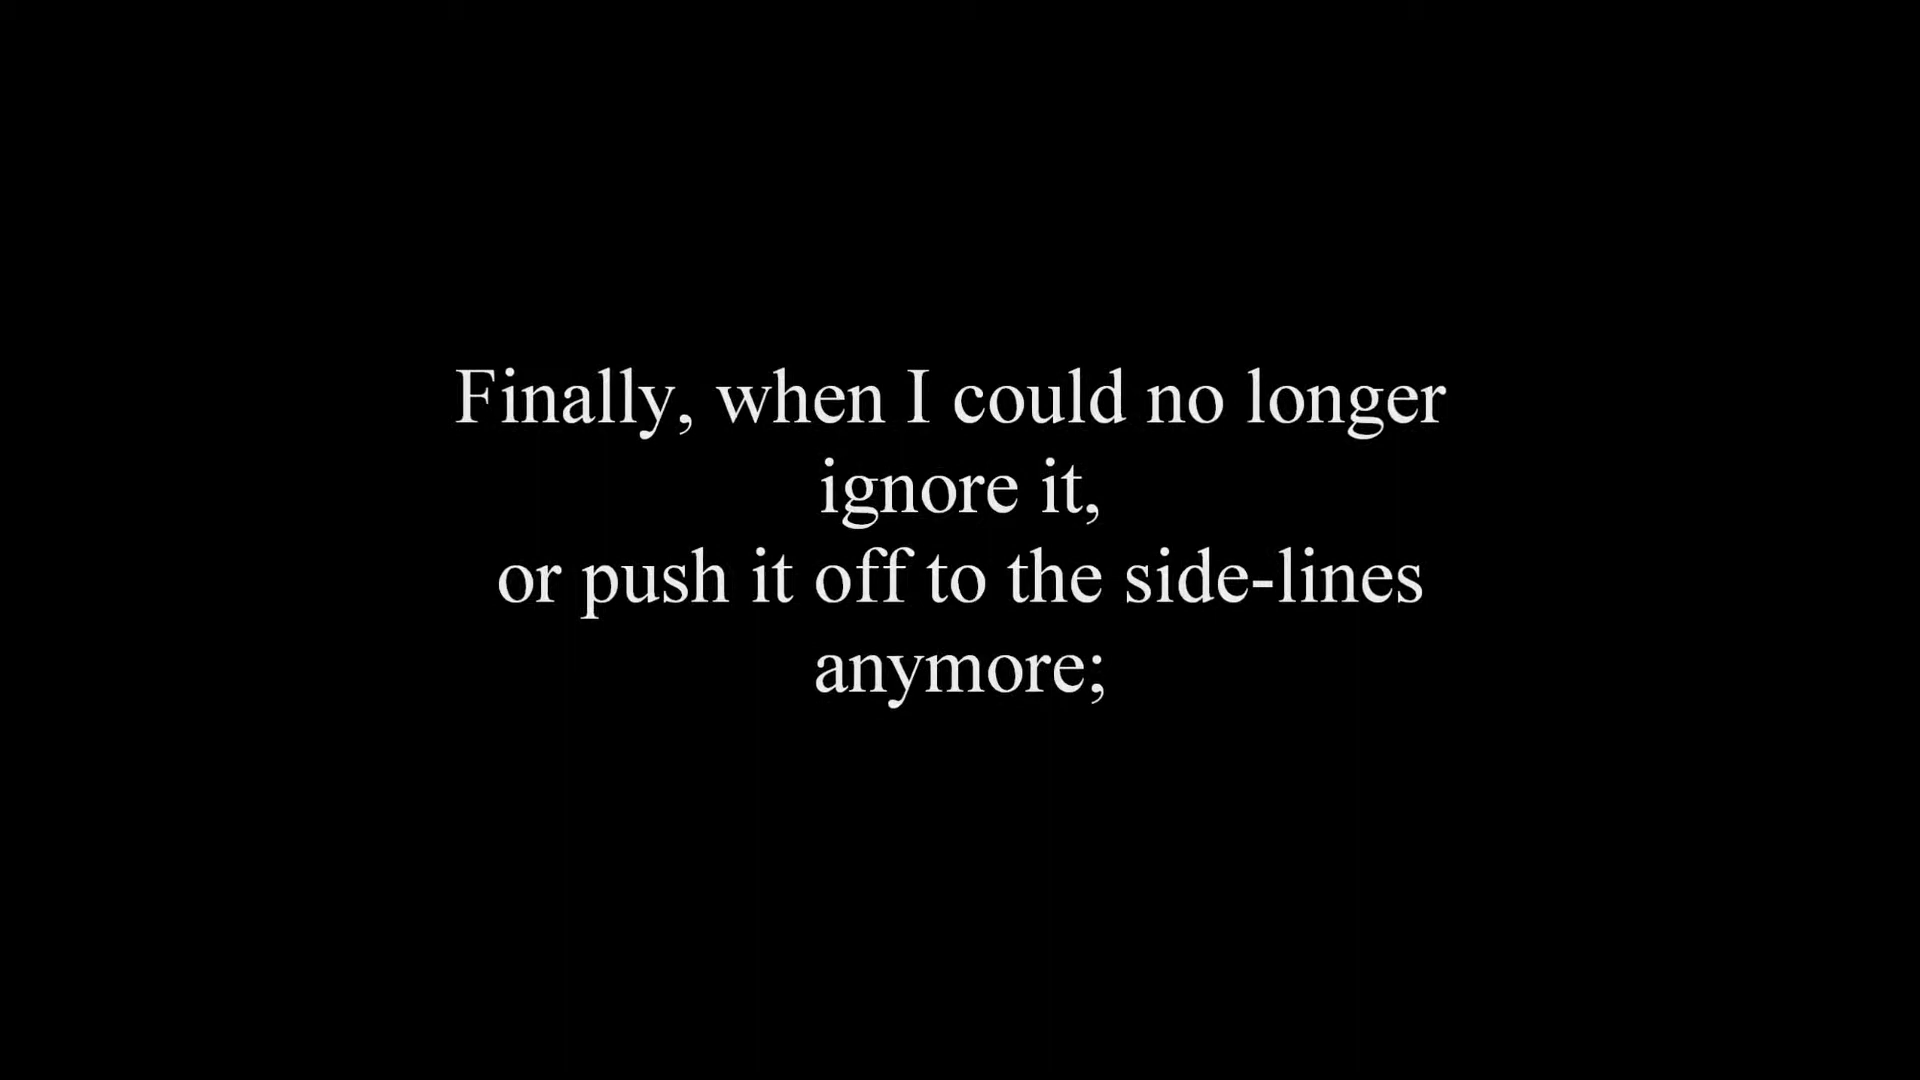 Finally, when I could no longer
ignore it,
or push it off to the side-lines
anymore;